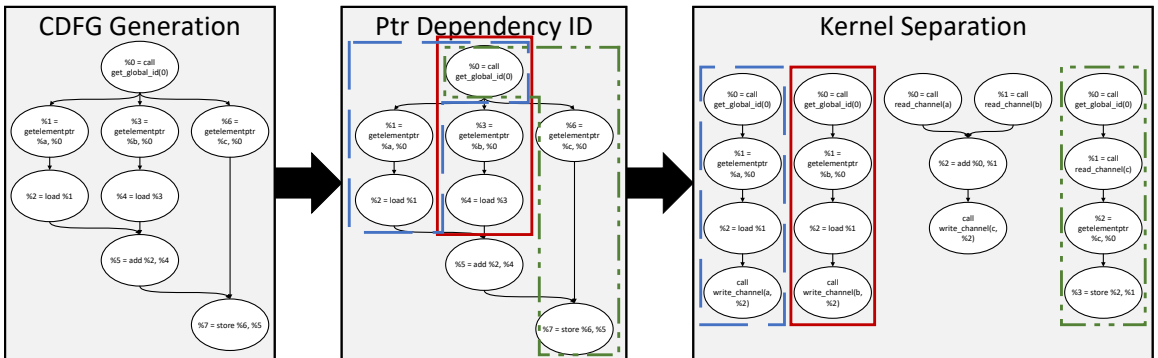 CDFG Generation
%0 = call
get_global_id(0)
%1 =
getelementptr
%a, %0
%3 =
getelementptr
%b, %0
%6 =
getelementptr
%c, %0
%2 = load %1
%4 = load %3
%5 = add %2, %4
%7 = store %6, %5
Ptr Dependency ID
%0 = call
get_global_id(0)
%1 =
getelementptr
%a, %0
%3 =
getelementptr
%b, %0
%6 =
getelementptr
%c, %0
%2 = load %1
%4 = load %3
%5 = add %2, %4
%7 = store %6, %5
Kernel Separation
%0 = call
get_global_id(0)
%1 =
getelementptr
%a, %0
%2 = load %1
call
write_channel(a,
%2)
%0 = call
get_global_id(0)
%1 =
getelementptr
%b, %0
%2 = load %1
call
write_channel(b,
%2)
%0 = call
read_channel(a)
%1 = call
read_channel(b)
%2 = add %0, %1
call
write_channel(c,
%2)
%0 = call
get_global_id(0)
%1 = call
read_channel(c)
%2 =
getelementptr
%c, %0
%3 = store %2, %1